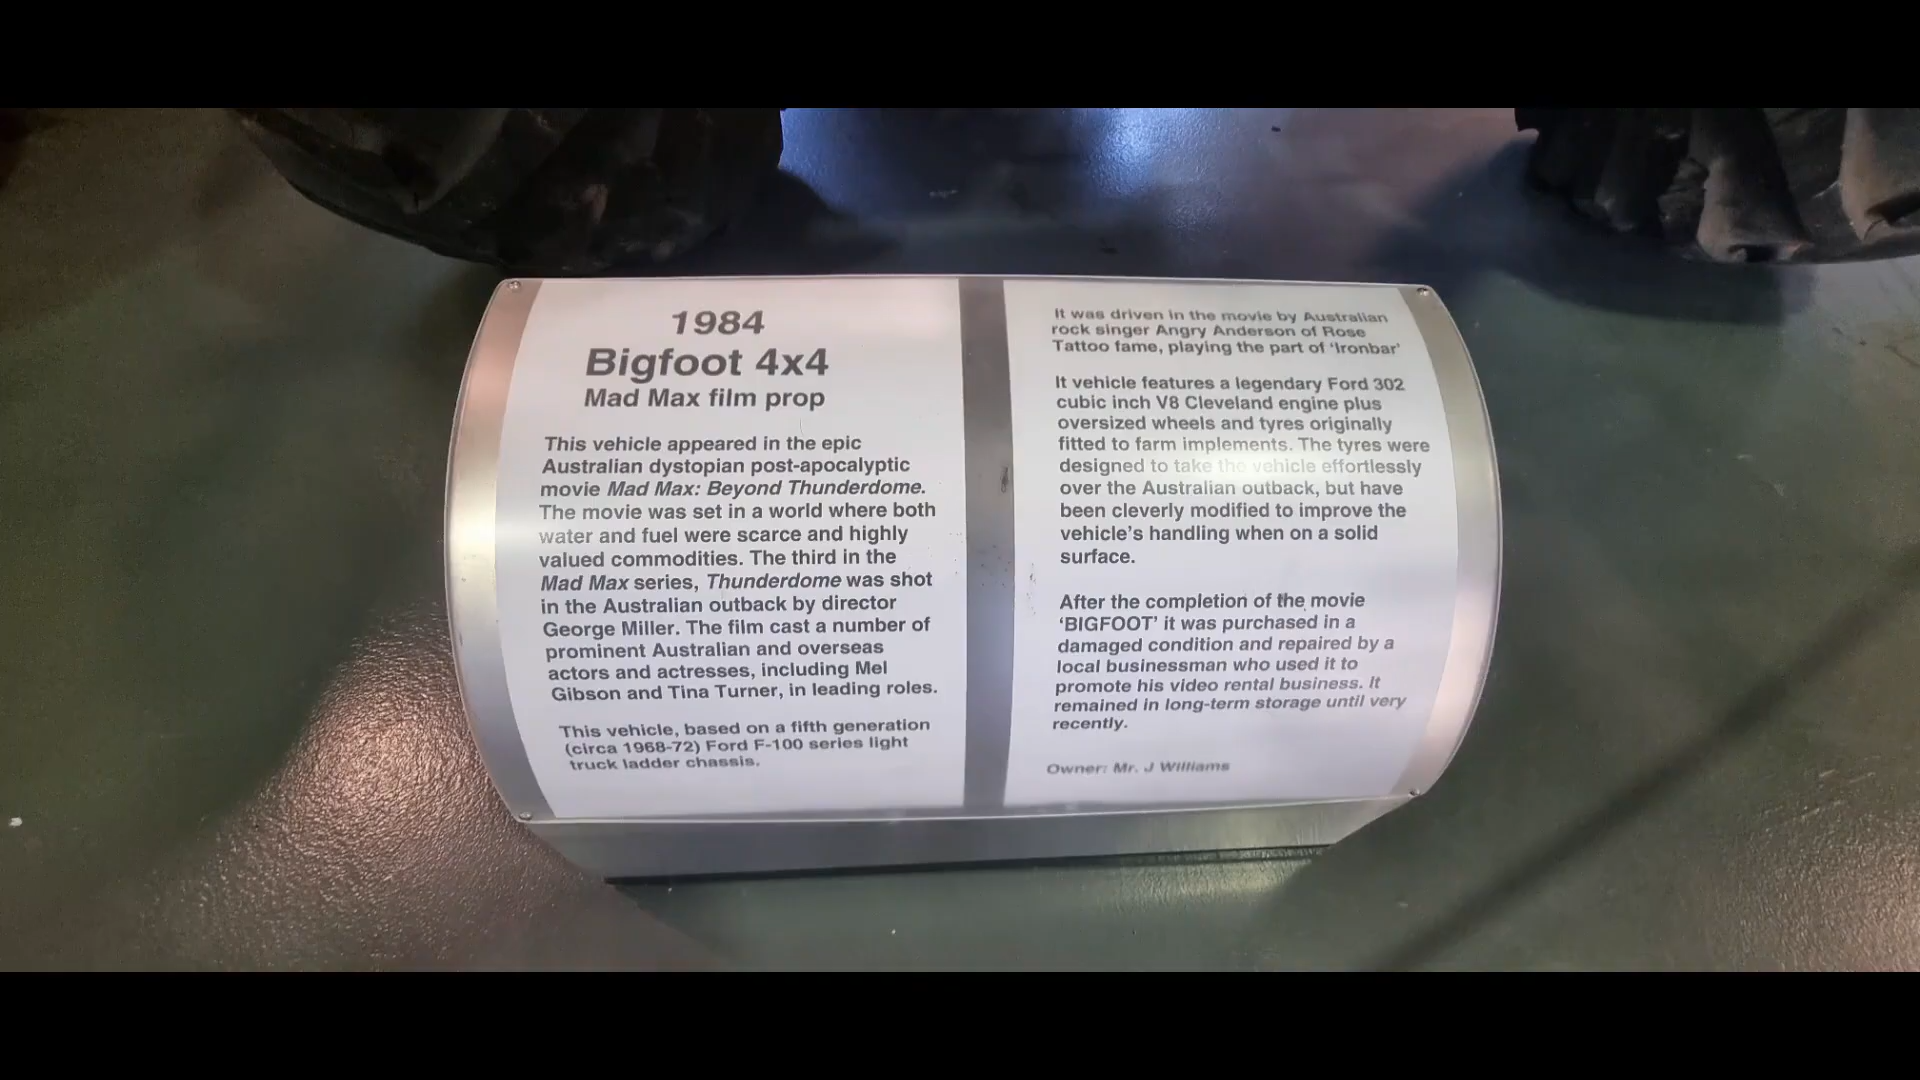 1984
Bigfoot 4x4
Mad Max film prop
This vehicle appeared in the epic
Australian dystopian post-apocalyptic
movie Mad Max: Beyond Thunderdome.
The movie was set in a world where both
water and fuel were scarce and highly
valued commodities. The third in the
Mad Max series, Thunderdome was shot
in the Australian outback by director
George Miller. The film cast a number of
prominent Australian and overseas
actors and actresses, including Mel
Gibson and Tina Turner, in leading roles.
This vehicle, based on a fifth generation
(circa 1968-72) Ford F-100 series light
truck ladder chassis.
It was driven in the movie by Australian
rock singer Angry Anderson of Rose
Tattoo fame, playing the part of ‘Ironbar’
It vehicle features a legendary Ford 302
cubic inch V8 Cleveland engine plus
oversized wheels and tyres originally
fitted to farm implements. The tyres were
designed to take the vehicle effortlessly
over the Australian outback, but have
been cleverly modified to improve the
vehicle’s handling when on a solid
surface.
After the completion of the movie
‘BIGFOOT’ it was purchased in a
damaged condition and repaired by a
local businessman who used it to
promote his video rental business. It
remained in long-term storage until very
recently.
Owner: Mr. J Williams